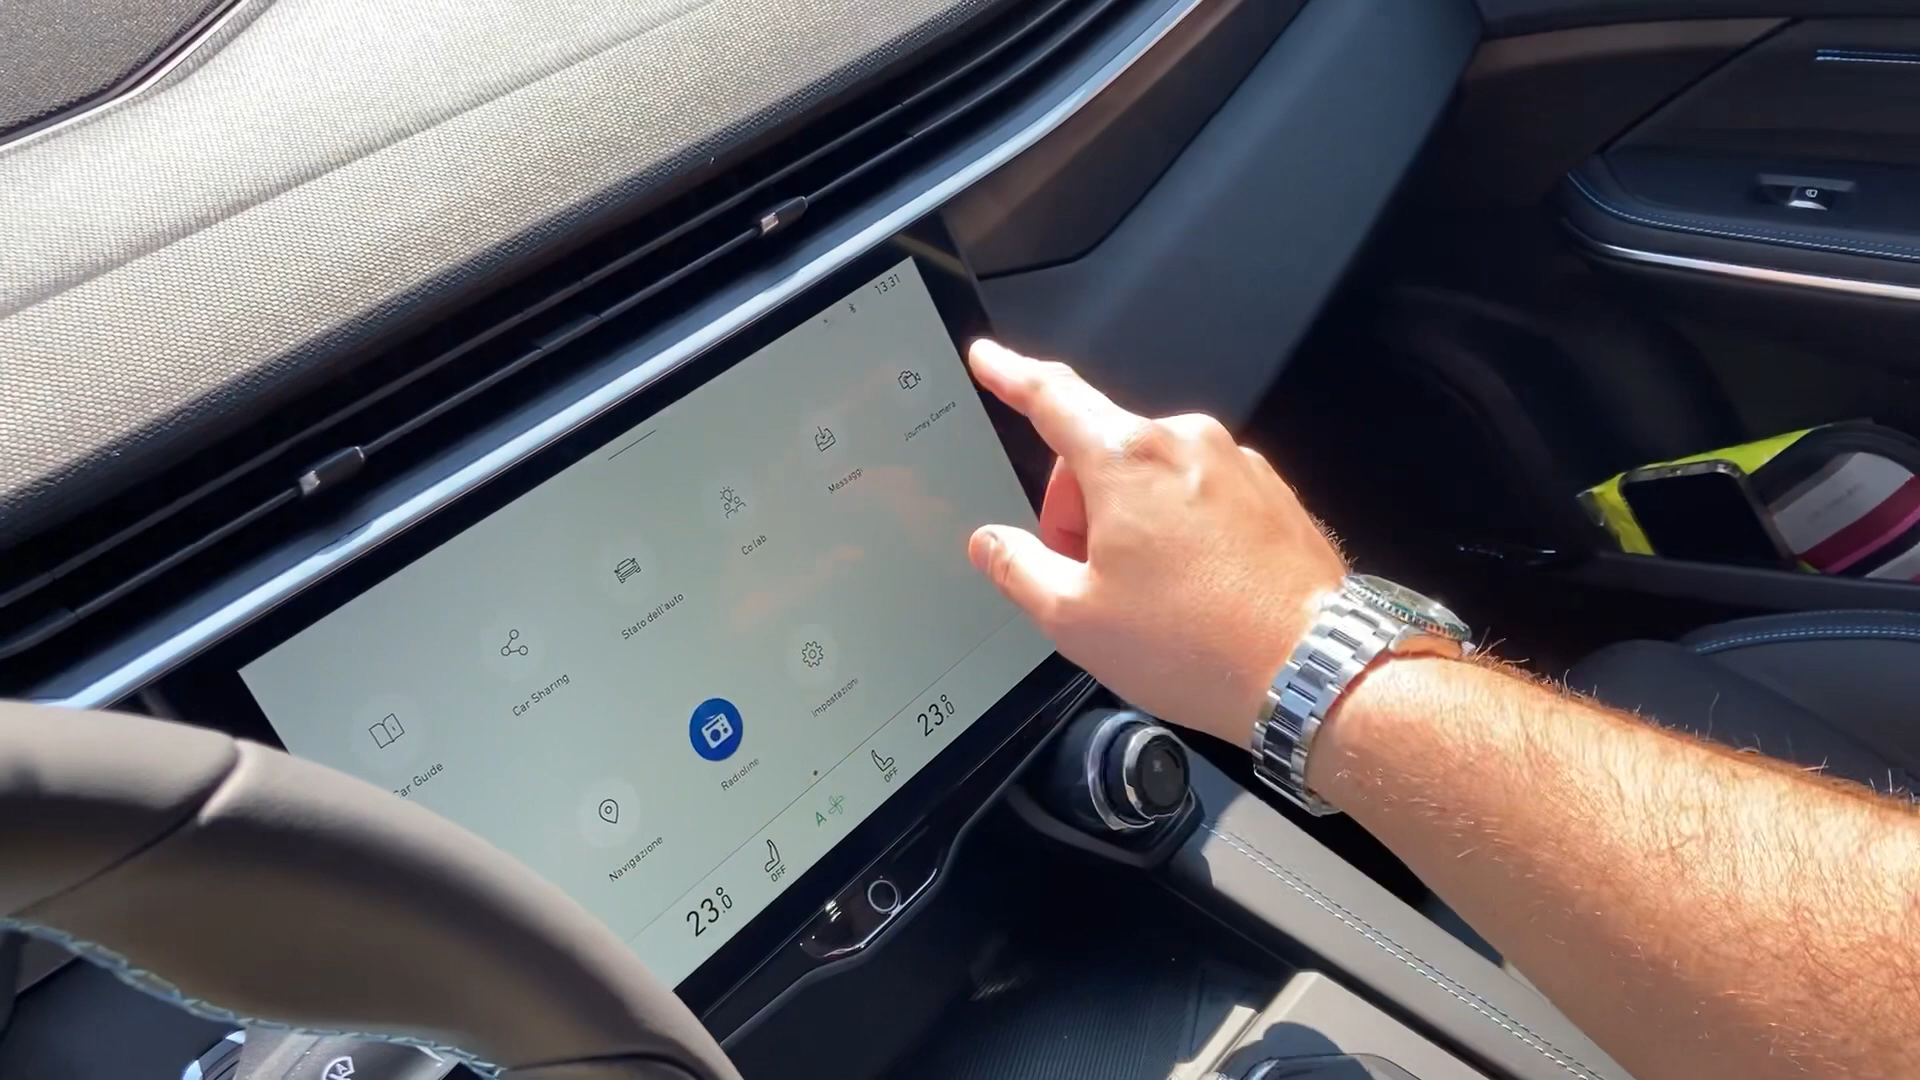 13:31
Journey Camera
Messaggi
Co lab
Stato dell'auto
Car Sharing
Car Guide
Impostazioni
Radioline
Navigazione
23.0°
OFF
A
OFF
23.0°